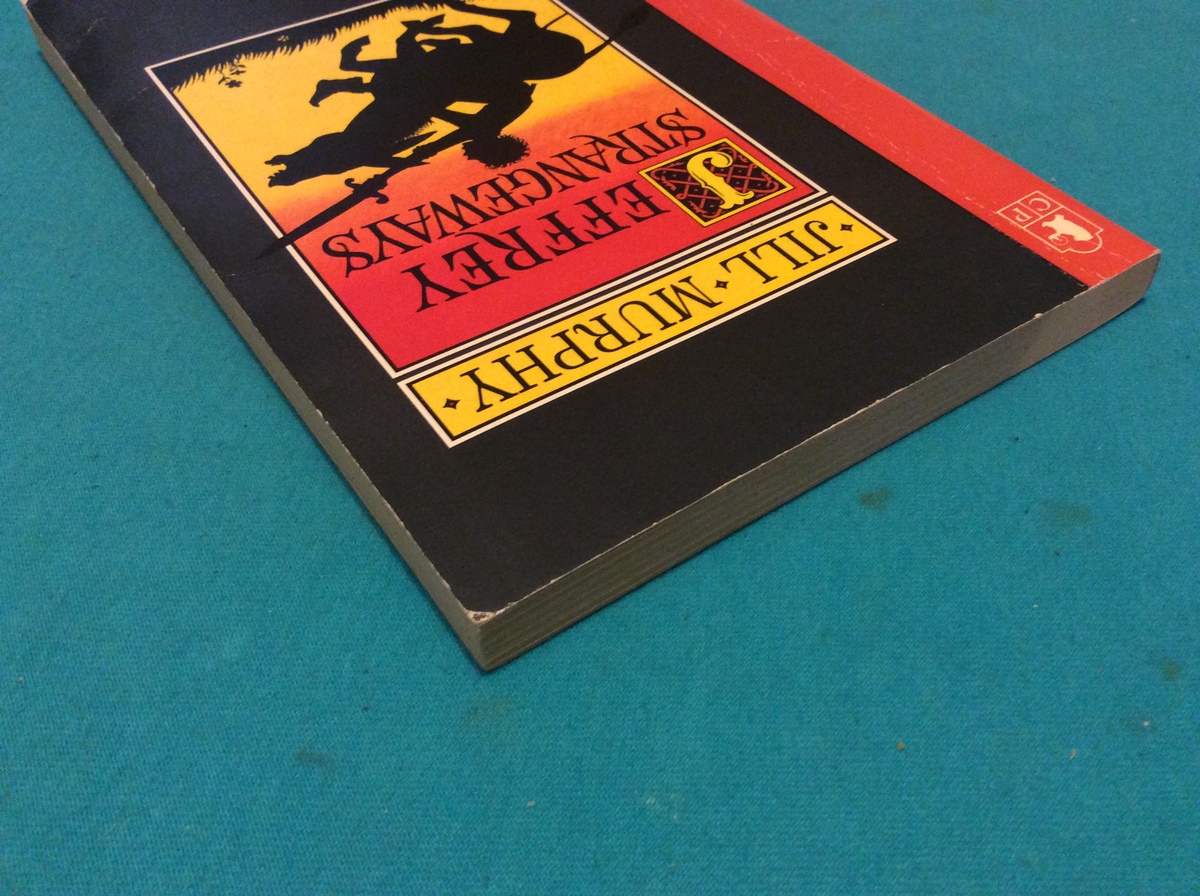 JILL · MURPHY ·
JEFFREY
STRANGEWAYS
CP